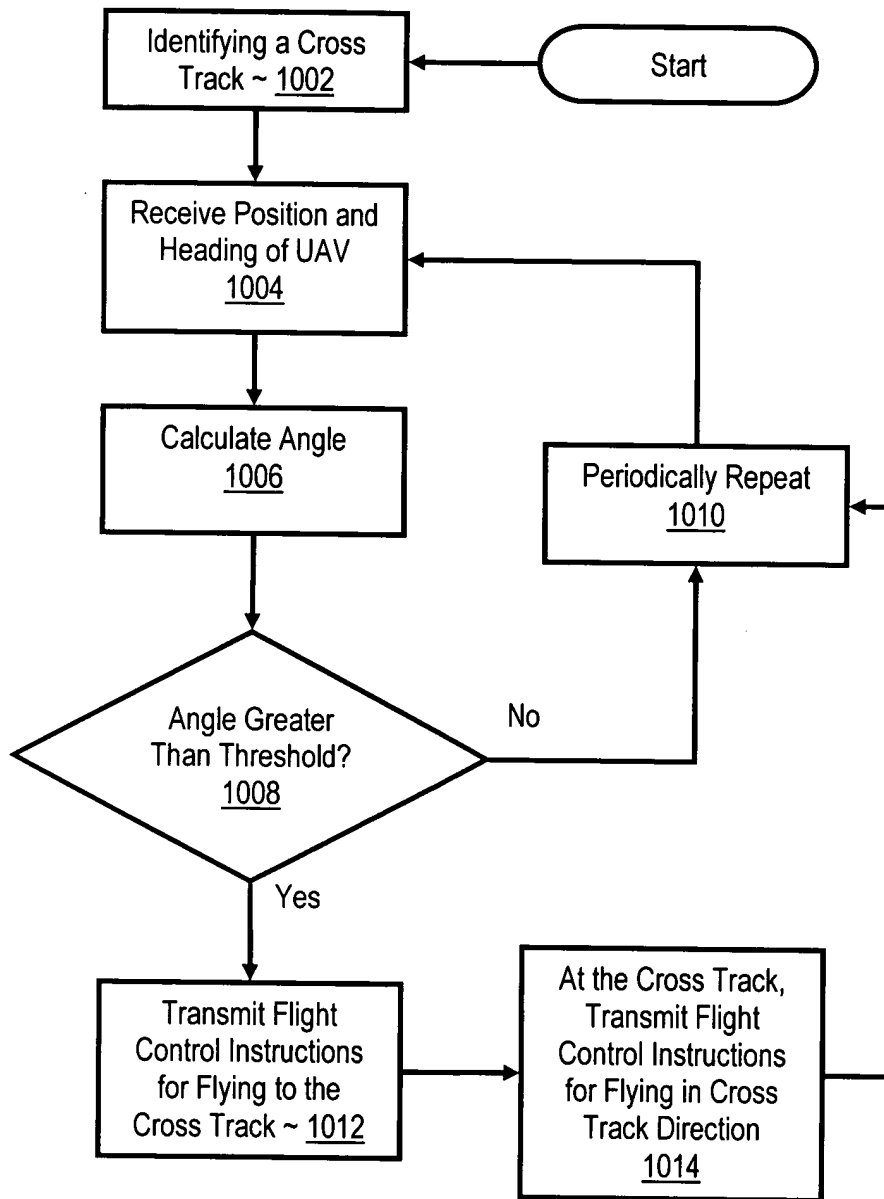 Start
Identifying a Cross
Track ~ 1002
Receive Position and
Heading of UAV
1004
Calculate Angle
1006
Periodically Repeat
1010
Angle Greater
Than Threshold?
1008
No
Yes
Transmit Flight
Control Instructions
for Flying to the
Cross Track ~ 1012
At the Cross Track,
Transmit Flight
Control Instructions
for Flying in Cross
Track Direction
1014